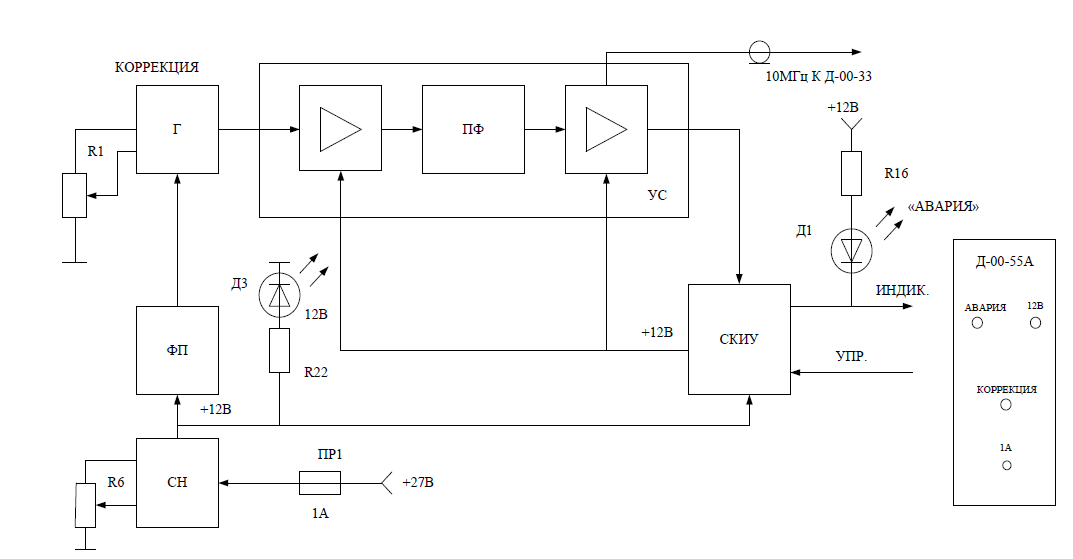 КОРРЕКЦИЯ
Г
R1
ПФ
УС
10МГц К Д-00-33
+12В
R16
«АВАРИЯ»
Д1
ИНДИК.
УПР.
СКИУ
+12В
Д3
12В
R22
ФП
+12В
СН
R6
ПР1
1А
+27В
Д-00-55А
АВАРИЯ
12В
КОРРЕКЦИЯ
1А